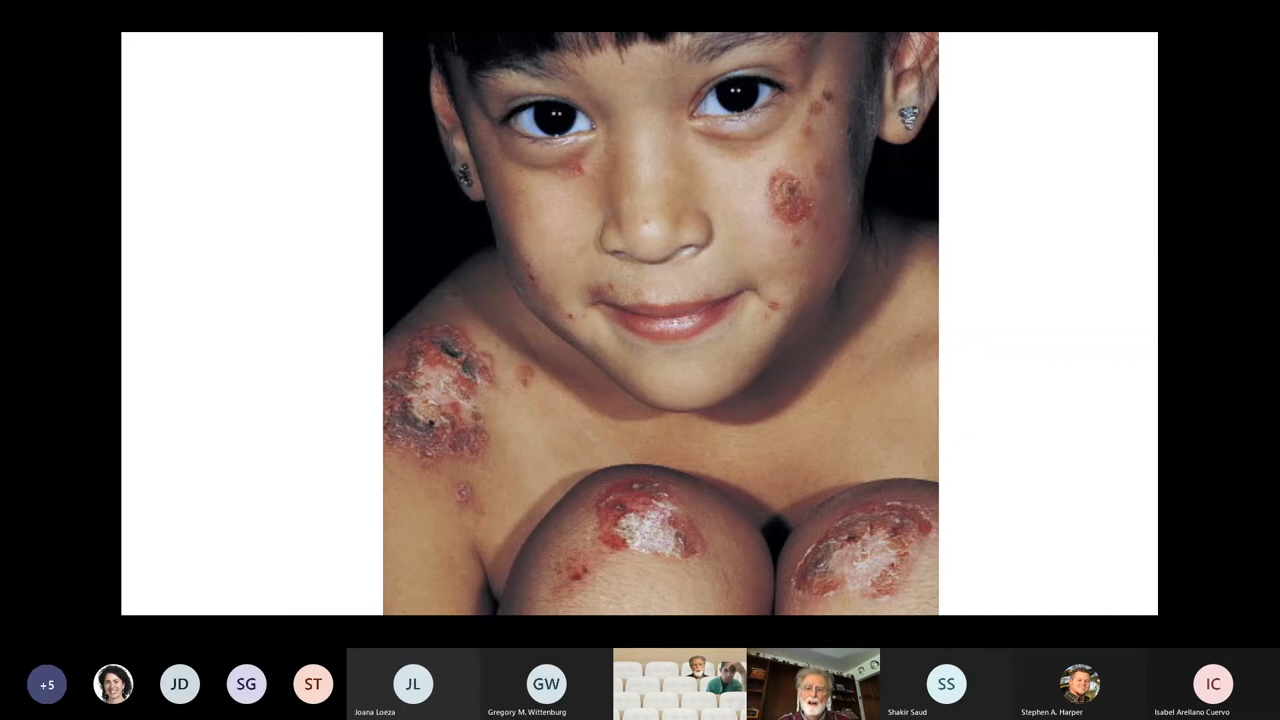 +5
JD
SG
ST
JL
Joana Loeza
GW
Gregory M. Wittenburg
SS
Shakir Saud
Stephen A. Harper
IC
Isabel Arellano Cuervo